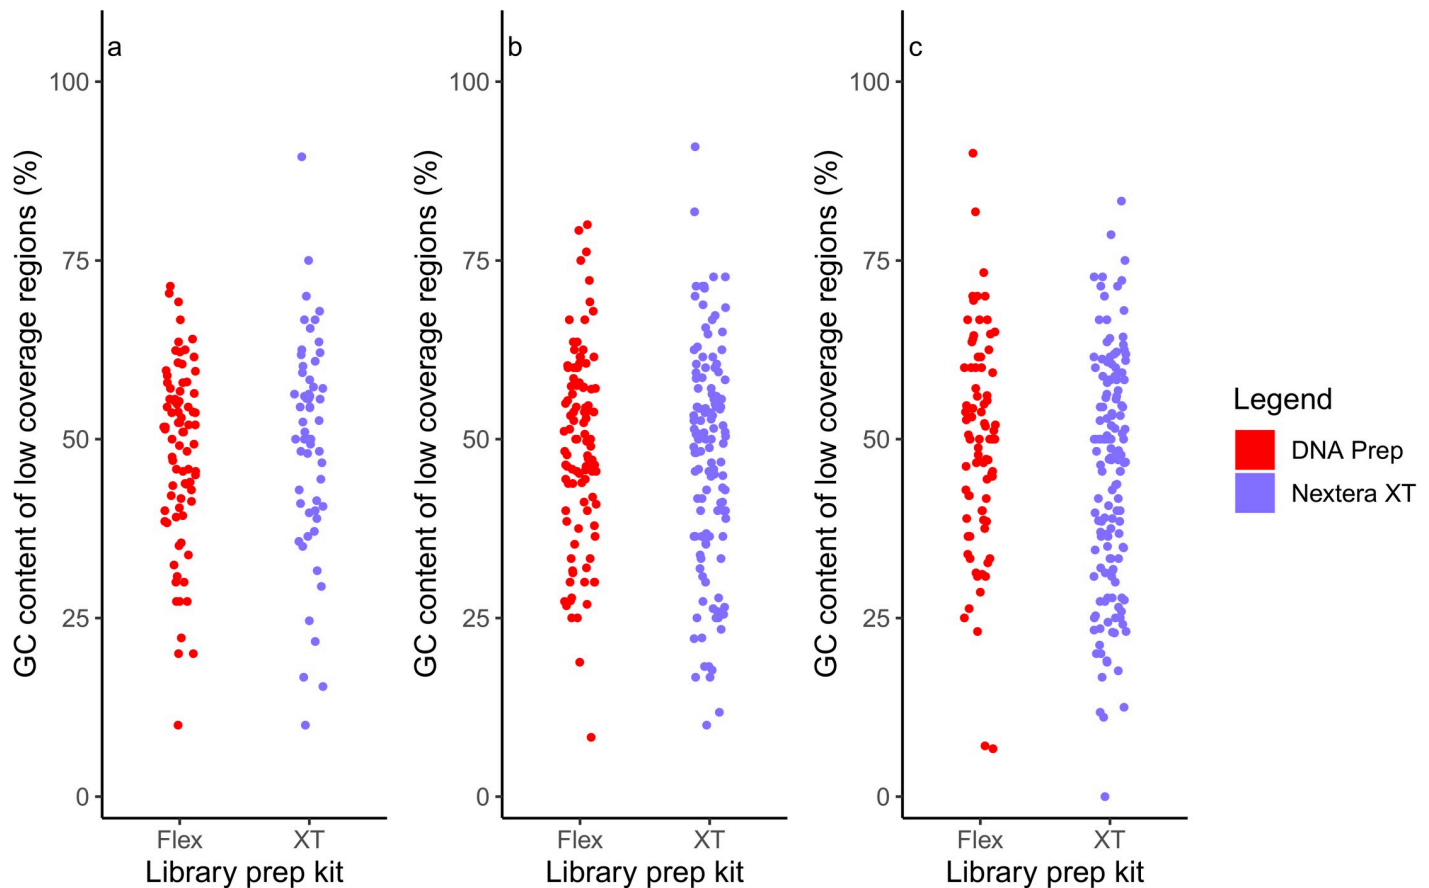 a
GC content of low coverage regions (%)
100
75
50
25
0
Flex XT
Library prep kit
b
GC content of low coverage regions (%)
100
75
50
25
0
Flex XT
Library prep kit
c
GC content of low coverage regions (%)
100
75
50
25
0
Flex XT
Library prep kit
Legend
DNA Prep
Nextera XT